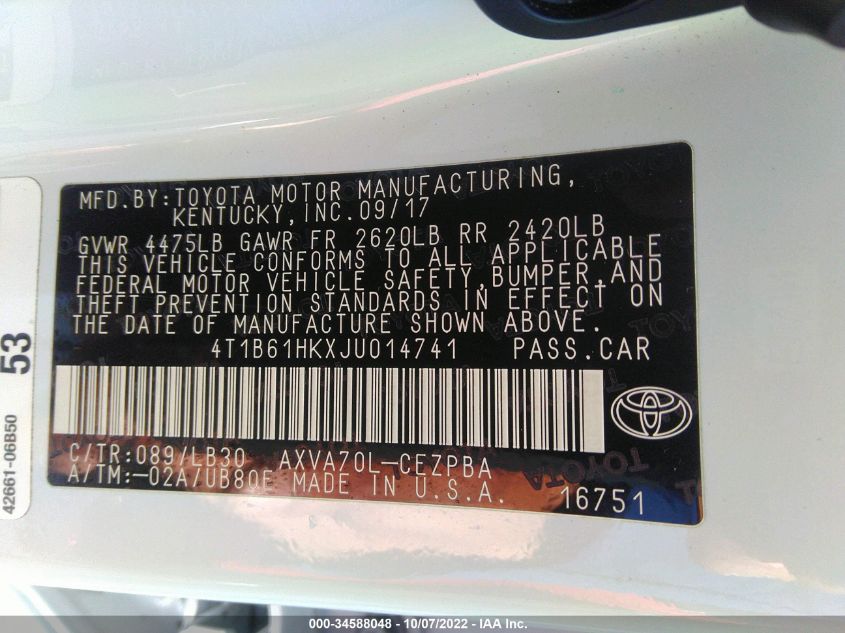 MFD.BY:TOYOTA MOTOR MANUFACTURING,
KENTUCKY,INC.09/17
GVWR 4475LB GAWR FR 2620LB RR 2420LB
THIS VEHICLE CONFORMS TO ALL APPLICABLE
FEDERAL MOTOR VEHICLE SAFETY,BUMPER,AND
THEFT PREVENTION STANDARDS IN EFFECT ON
THE DATE OF MANUFACTURE SHOWN ABOVE.
4T1B61HKXJU014741 PASS.CAR
C/TR:089/LB30 AXVA70L-CEZPBA
A/TM:-02A/UB80E MADE IN U.S.A.
16751
53
42661-06B50
000-34588048 - 10/07/2022 - IAA Inc.